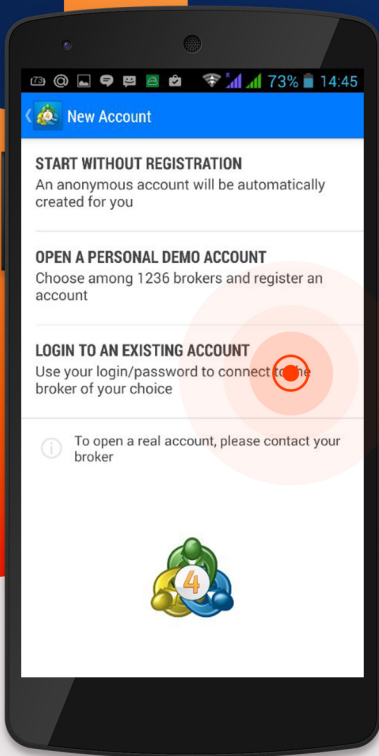 73 @ 73% 14:45
New Account
START WITHOUT REGISTRATION
An anonymous account will be automatically
created for you
OPEN A PERSONAL DEMO ACCOUNT
Choose among 1236 brokers and register an
account
LOGIN TO AN EXISTING ACCOUNT
Use your login/password to connect to the
broker of your choice
To open a real account, please contact your
broker
4